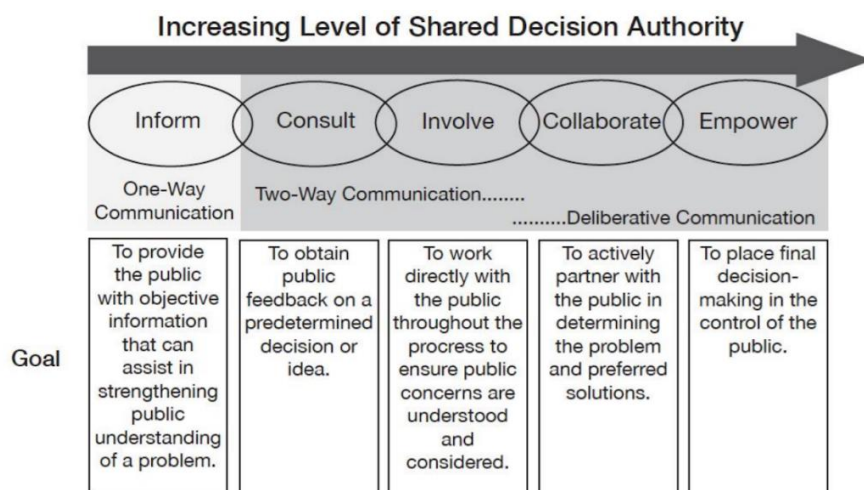 Increasing Level of Shared Decision Authority
Inform
Consult
Involve
Collaborate
Empower
One-Way
Communication
Two-Way Communication........
..........Deliberative Communication
Goal
To provide
the public
with objective
information
that can
assist in
strengthening
public
understanding
of a problem.
To obtain
public
feedback on a
predetermined
decision or
idea.
To work
directly with
the public
throughout the
procress to
ensure public
concerns are
understood
and
considered.
To actively
partner with
the public in
determining
the problem
and preferred
solutions.
To place final
decision-
making in the
control of the
public.